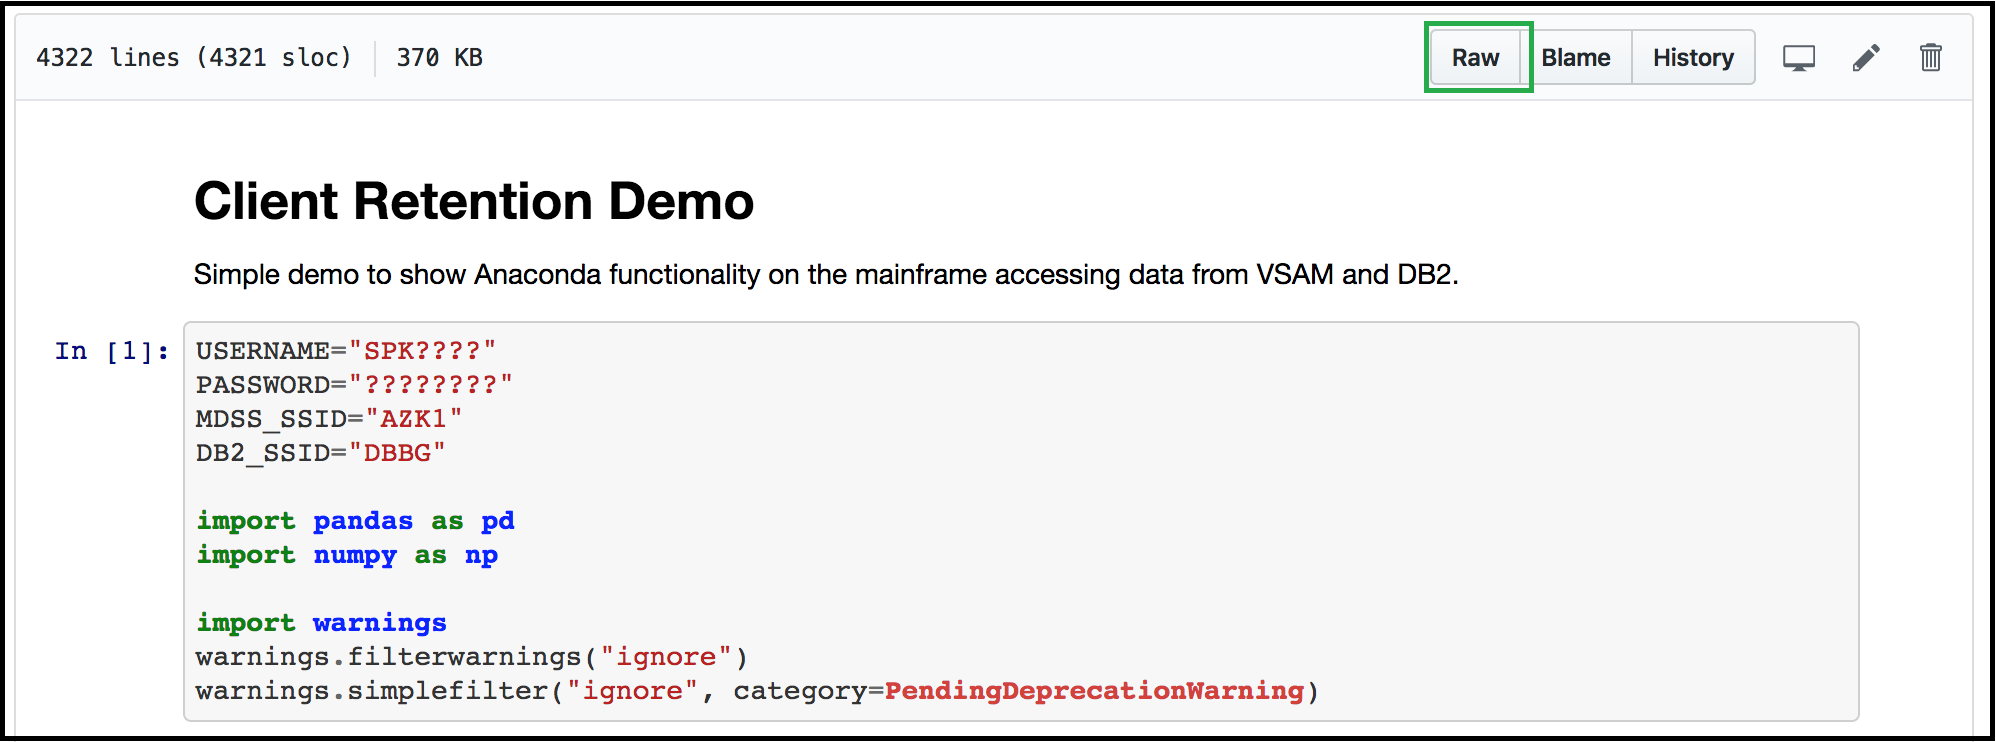 4322 lines (4321 sloc) 370 KB Raw Blame History
Client Retention Demo
Simple demo to show Anaconda functionality on the mainframe accessing data from VSAM and DB2.
In [1]: USERNAME="SPK????"
PASSWORD="????????"
MDSS_SSID="AZK1"
DB2_SSID="DBBG"
import pandas as pd
import numpy as np
import warnings
warnings.filterwarnings("ignore")
warnings.simplefilter("ignore", category=PendingDeprecationWarning)